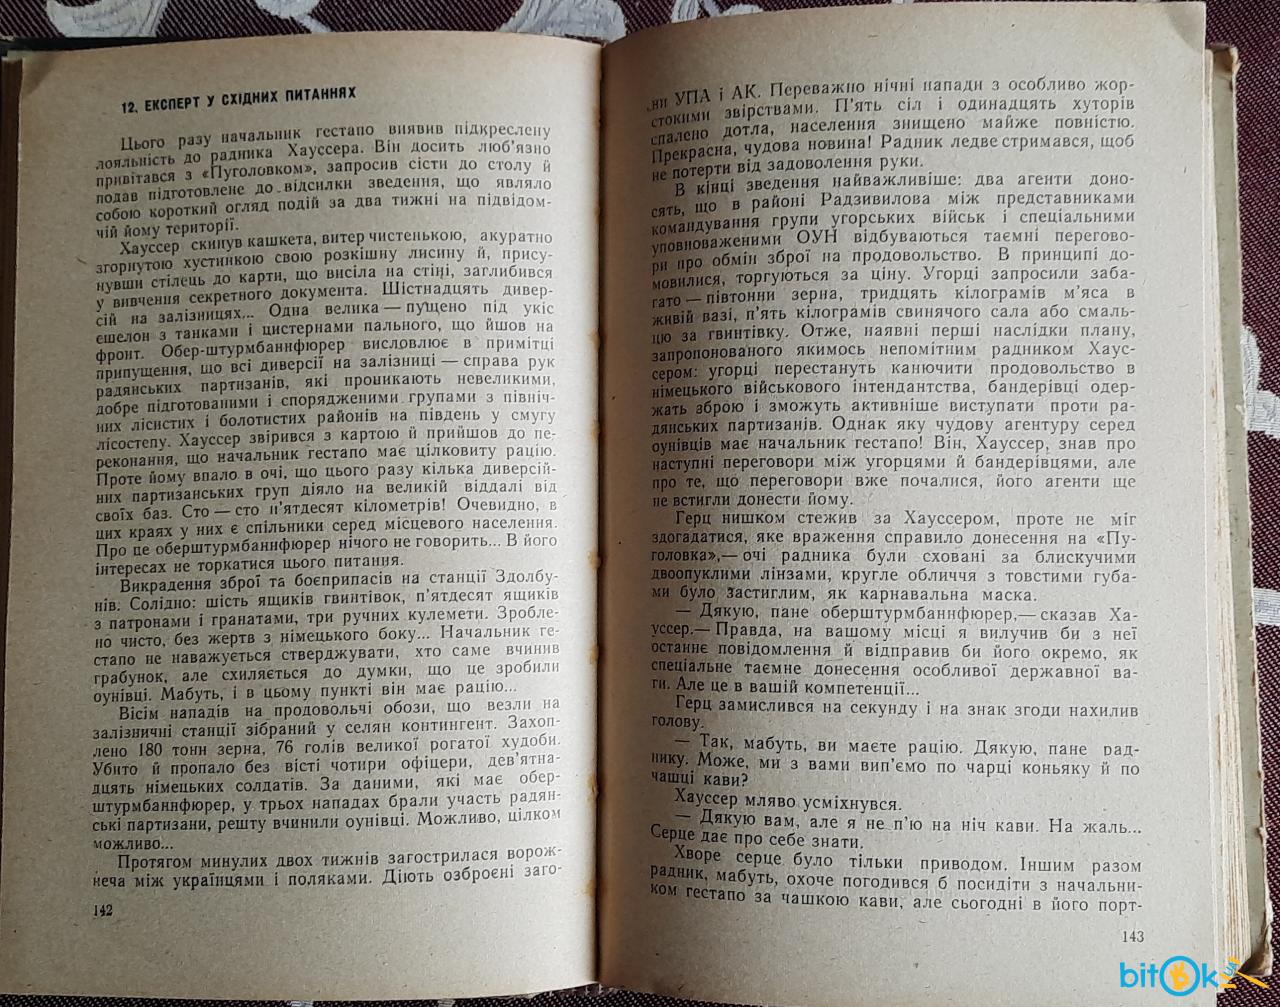 12. ЕКСПЕРТ У СХІДНИХ ПИТАННЯХ
Цього разу начальник гестапо виявив підкреслену
лояльність до радника Хауссера. Він досить люб'язно
привітався з «Пуголовком», запросив сісти до столу й
подав підготовлене до відсилки зведення, що являло
собою короткий огляд подій за два тижні на підвідом-
чій йому території.
Хауссер скинув кашкета, витер чистенькою, акуратно
згорнутою хустинкою свою розкішну лисину й, прису-
нувши стілець до карти, що висіла на стіні, заглибився
у вивчення секретного документа. Шістнадцять дивер-
сій на залізницях... Одна велика — пущено під укіс
ешелон з танками і цистернами пального, що йшов на
фронт. Обер-штурмбаннфюрер висловлює в примітці
припущення, що всі диверсії на залізниці — справа рук
радянських партизанів, які проникають невеликими,
добре підготованими і спорядженими групами з північ-
них лісистих і болотистих районів на південь у смугу
лісостепу. Хауссер звірився з картою й прийшов до пе-
реконання, що начальник гестапо має цілковиту рацію.
Проте йому впало в очі, що цього разу кілька диверсій-
них партизанських груп діяло на великій віддалі від
своїх баз. Сто — сто п'ятдесят кілометрів! Очевидно, в
цих краях у них є спільники серед місцевого населення.
Про це оберштурмбаннфюрер нічого не говорить... В його
інтересах не торкатися цього питання.
Викрадення зброї та боєприпасів на станції Здолбу-
нів. Солідно: шість ящиків гвинтівок, п'ятдесят ящиків
з патронами і гранатами, три ручних кулемети. Зробле-
но чисто, без жертв з німецького боку... Начальник ге-
стапо не наважується стверджувати, хто саме вчинив
грабунок, але схиляється до думки, що це зробили
оунівці. Мабуть, і в цьому пункті він має рацію...
Вісім нападів на продовольчі обози, що везли на
залізничні станції зібраний у селян контингент. Захоп-
лено 180 тонн зерна, 76 голів великої рогатої худоби.
Убито й пропало без вісті чотири офіцери, дев'ятна-
дцять німецьких солдатів. За даними, які має обер-
штурмбаннфюрер, у трьох нападах брали участь радян-
ські партизани, решту вчинили оунівці. Можливо, цілком
можливо...
Протягом минулих двох тижнів загострилася ворож-
неча між українцями і поляками. Діють озброєні заго-
142
ни УПА і АК. Переважно нічні напади з особливо жор-
стокими звірствами. П'ять сіл і одинадцять хуторів
спалено дотла, населення знищено майже повністю.
Прекрасна, чудова новина! Радник ледве стримався, щоб
не потерти від задоволення руки.
В кінці зведення найважливіше: два агенти доно-
сять, що в районі Радзивилова між представниками
командування групи угорських військ і спеціальними
уповноваженими ОУН відбуваються таємні перегово-
ри про обмін зброї на продовольство. В принципі до-
мовилися, торгуються за ціну. Угорці запросили заба-
гато — півтонни зерна, тридцять кілограмів м'яса в
живій вазі, п'ять кілограмів свинячого сала або смаль-
цю за гвинтівку. Отже, наявні перші наслідки плану,
запропонованого якимось непомітним радником Хаус-
сером: угорці перестануть канючити продовольство в
німецького військового інтендантства, бандерівці одер-
жать зброю і зможуть активніше виступати проти ра-
дянських партизанів. Однак яку чудову агентуру серед
оунівців має начальник гестапо! Він, Хауссер, знав про
наступні переговори між угорцями й бандерівцями, але
про те, що переговори вже почалися, його агенти ще
не встигли донести йому.
Герц нишком стежив за Хауссером, проте не міг
здогадатися, яке враження справило донесення на «Пу-
головка»,— очі радника були сховані за блискучими
двоопуклими лінзами, кругле обличчя з товстими губа-
ми було застиглим, як карнавальна маска.
— Дякую, пане оберштурмбаннфюрер,— сказав Ха-
уссер.— Правда, на вашому місці я вилучив би з неї
останнє повідомлення й відправив би його окремо, як
спеціальне таємне донесення особливої державної ва-
ги. Але це в вашій компетенції...
Герц замислився на секунду і на знак згоди нахилив
голову.
— Так, мабуть, ви маєте рацію. Дякую, пане рад-
нику. Може, ми з вами вип'ємо по чарці коньяку й по
чашці кави?
Хауссер мляво усміхнувся.
— Дякую вам, але я не п'ю на ніч кави. На жаль...
Серце дає про себе знати.
Хворе серце було тільки приводом. Іншим разом
радник, мабуть, охоче погодився б посидіти з начальни-
ком гестапо за чашкою кави, але сьогодні в його порт-
143
bitOk